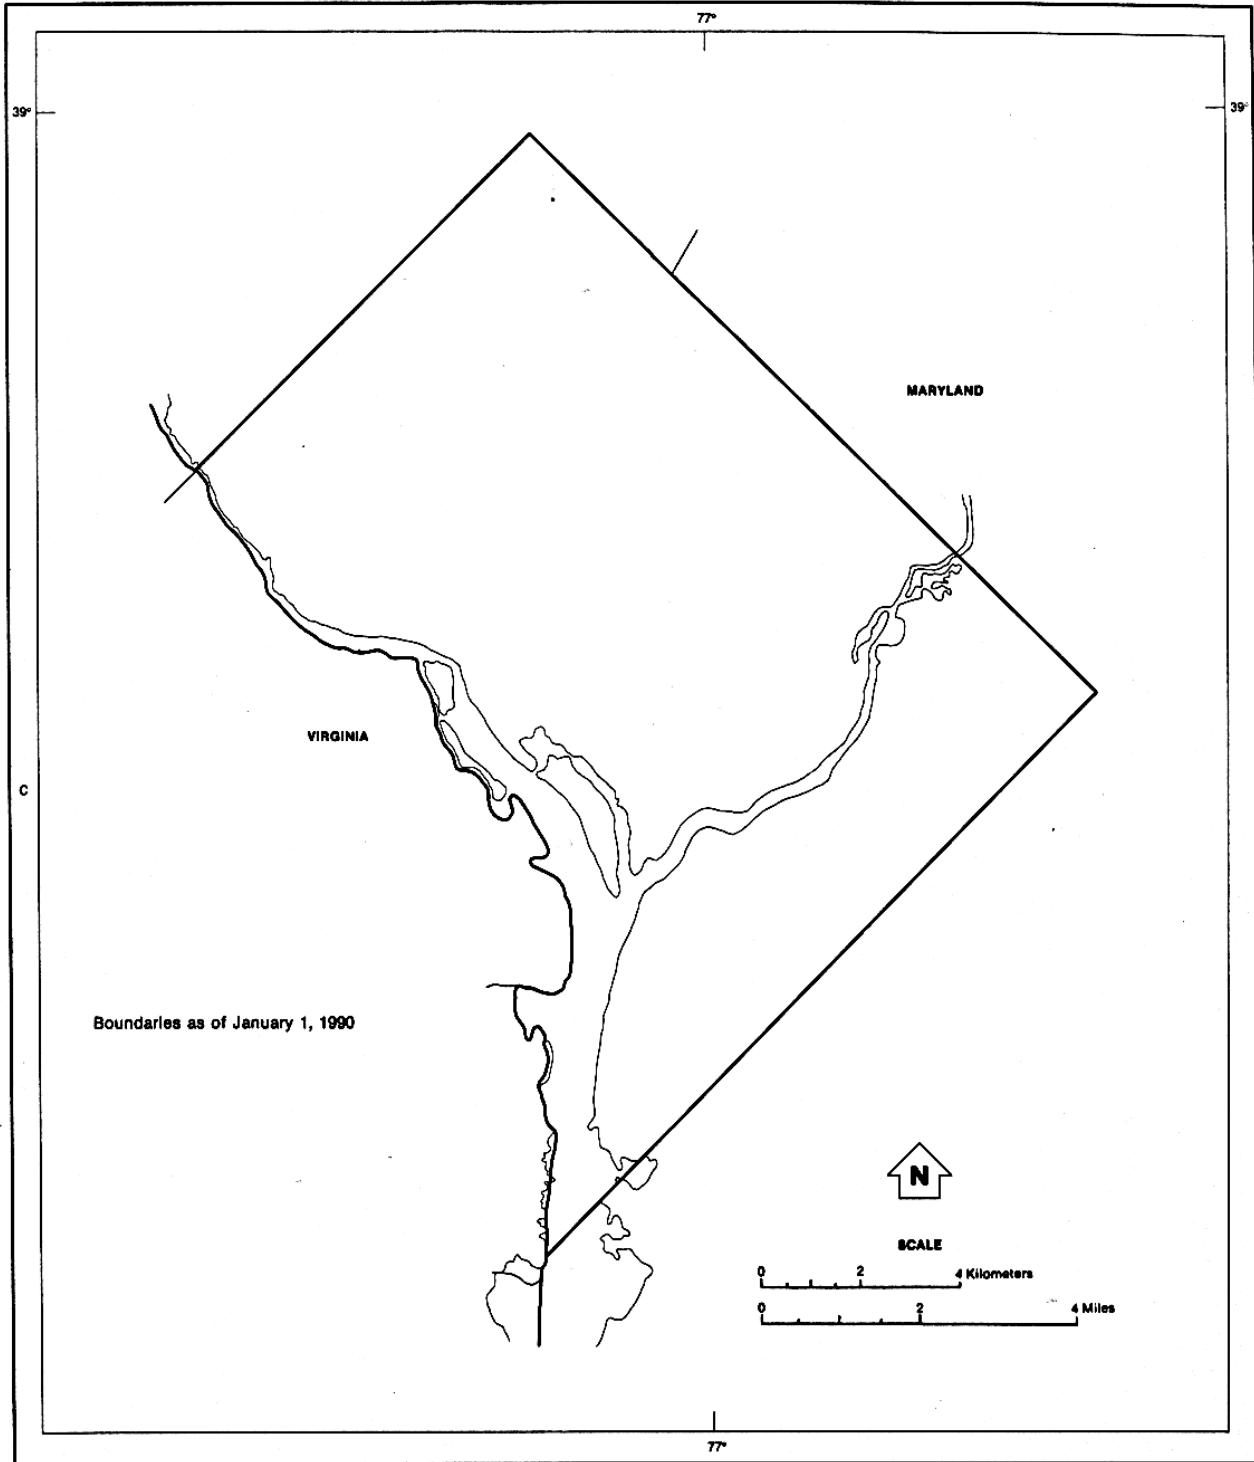 77°
39°
39°
MARYLAND
VIRGINIA
C
Boundaries as of January 1, 1990
N
SCALE
0 2 4 Kilometers
0 2 4 Miles
77°